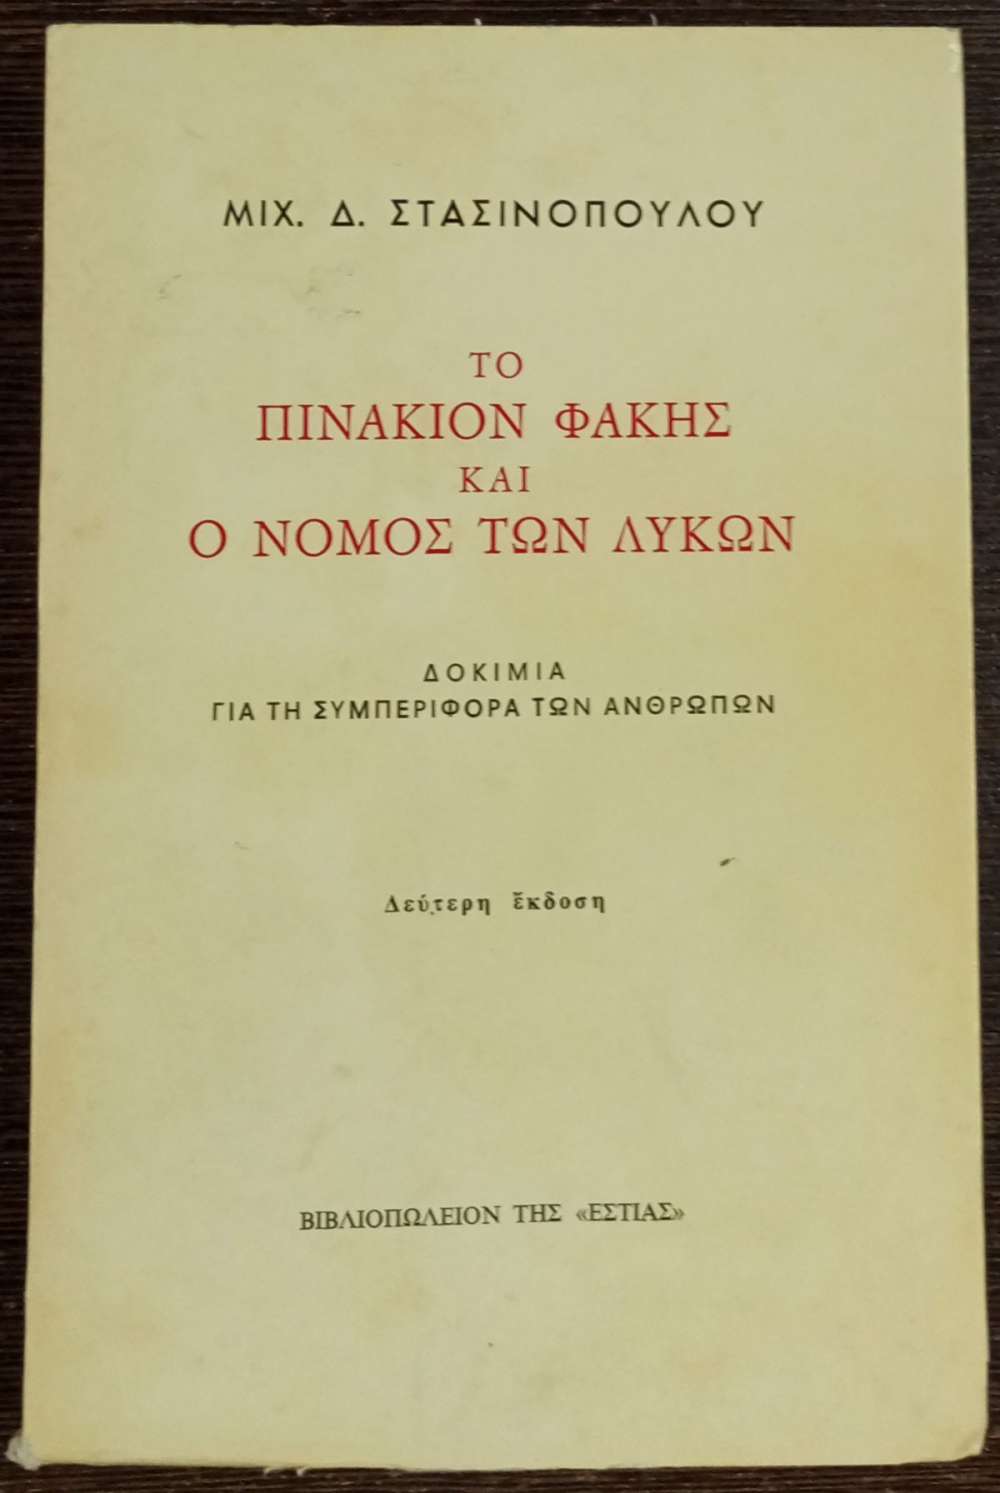 ΜΙΧ. Δ. ΣΤΑΣΙΝΟΠΟΥΛΟΥ
ΤΟ
ΠΙΝΑΚΙΟΝ ΦΑΚΗΣ
ΚΑΙ
Ο ΝΟΜΟΣ ΤΩΝ ΛΥΚΩΝ
ΔΟΚΙΜΙΑ
ΓΙΑ ΤΗ ΣΥΜΠΕΡΙΦΟΡΑ ΤΩΝ ΑΝΘΡΩΠΩΝ
Δεύτερη ἔκδοση
ΒΙΒΛΙΟΠΩΛΕΙΟΝ ΤΗΣ «ΕΣΤΙΑΣ»